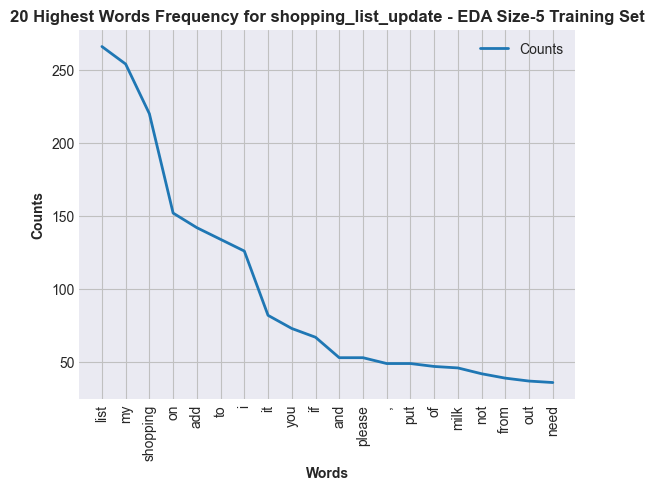 20 Highest Words Frequency for shopping_list_update - EDA Size-5 Training Set
Counts
250
200
150
100
50
Counts
list
my
shopping
on
add
to
i
it
you
if
and
please
,
put
of
milk
not
from
out
need
Words